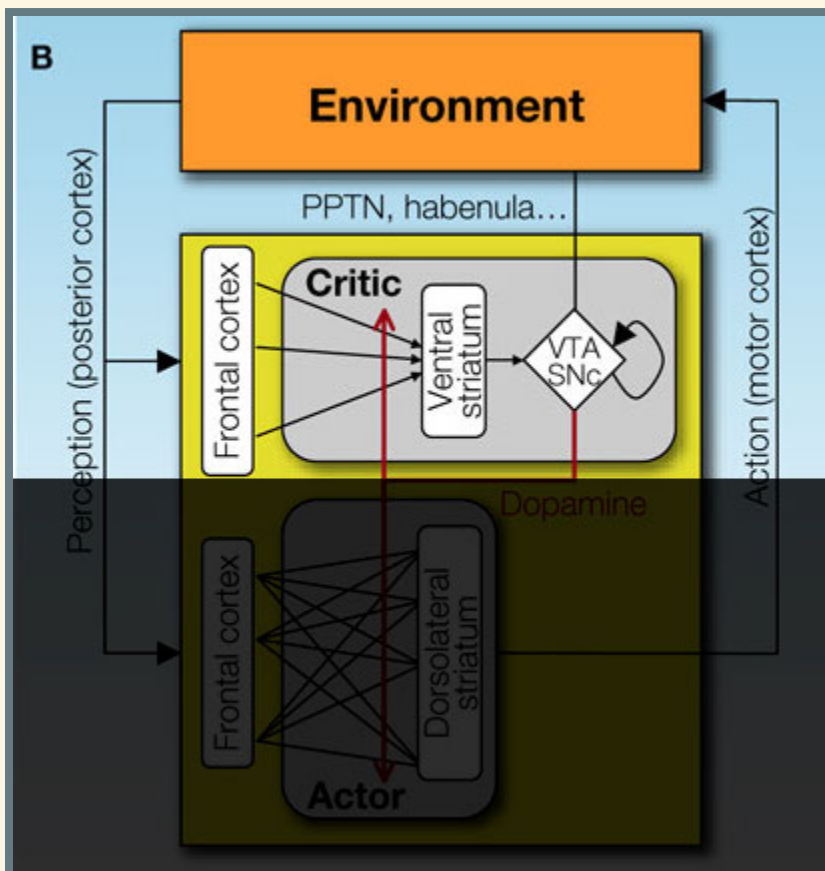 B
Environment
PPTN, habenula…
Perception (posterior cortex)
Action (motor cortex)
Frontal cortex
Critic
Ventral
striatum
VTA
SNc
Dopamine
Frontal cortex
Dorsolateral
striatum
Actor